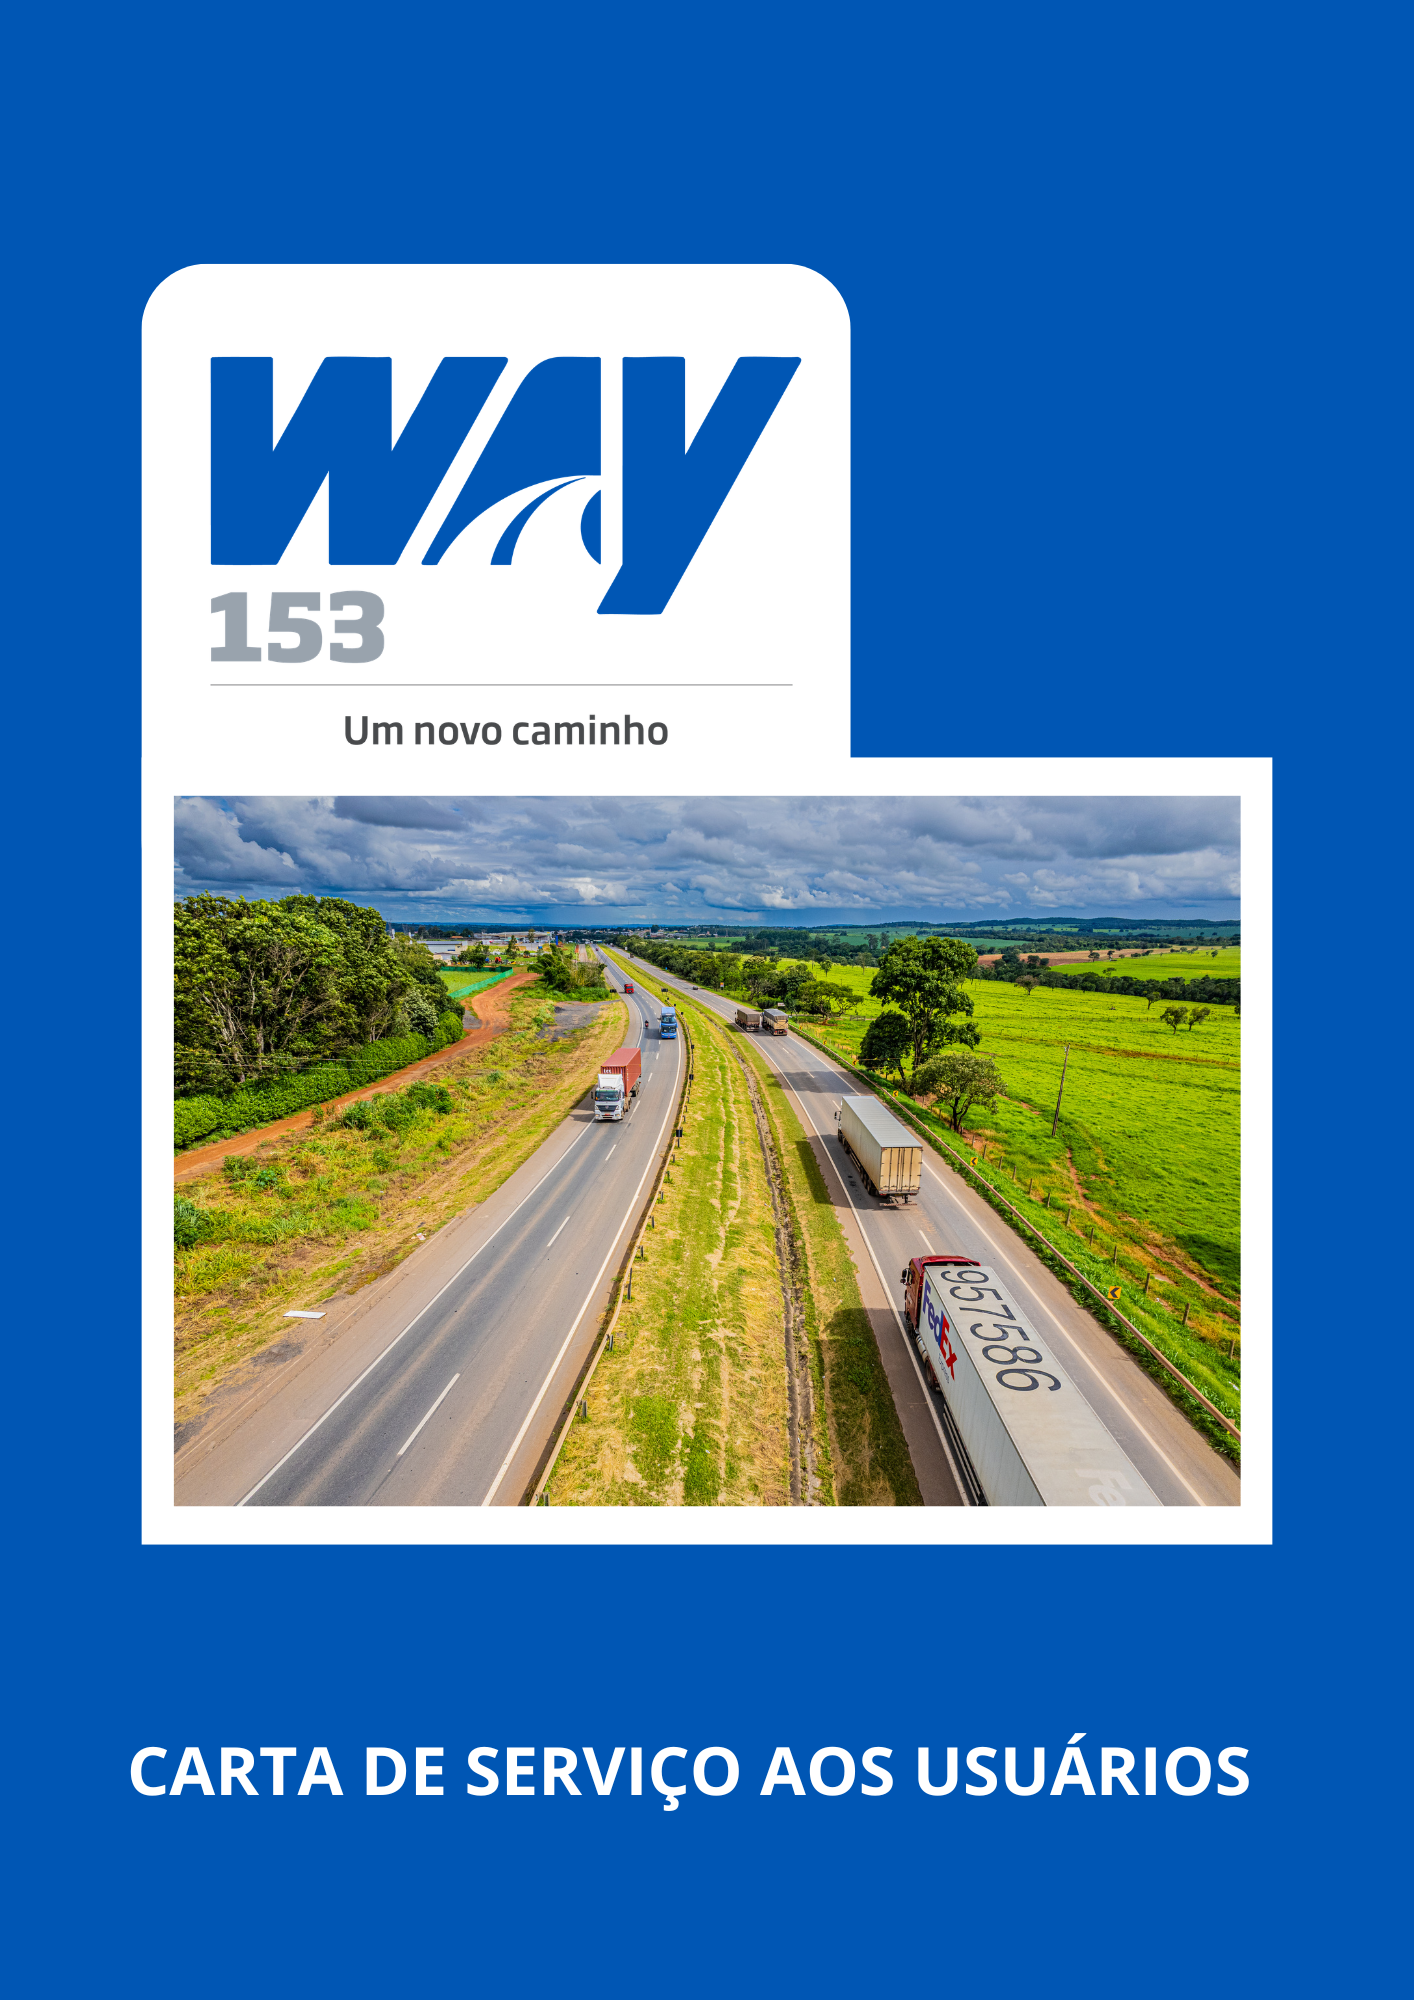 WAY
153
Um novo caminho
957586
FedEx
CARTA DE SERVIÇO AOS USUÁRIOS